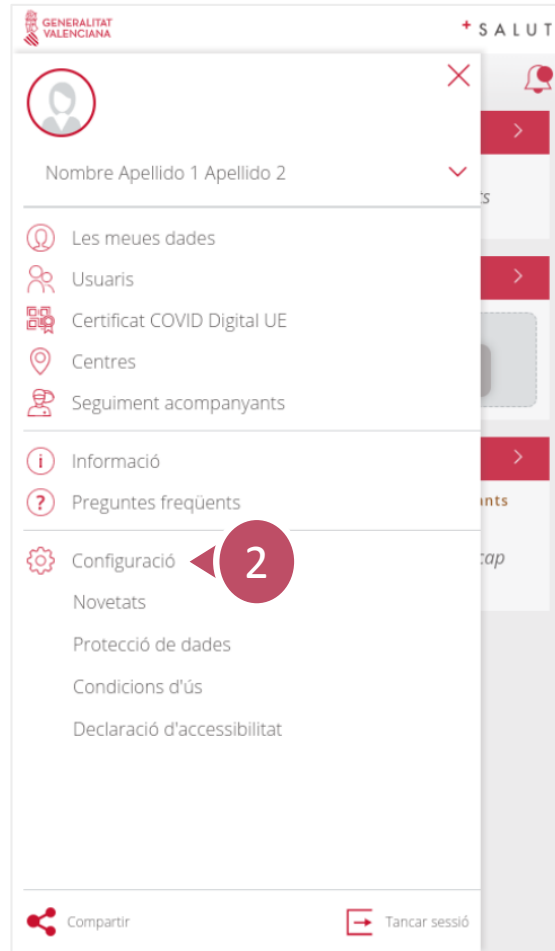 GENERALITAT
VALENCIANA
+ SALUT
Nombre Apellido 1 Apellido 2
Les meues dades
Usuaris
Certificat COVID Digital UE
Centres
Seguiment acompanyants
i Informació
? Preguntes freqüents
Configuració 2
Novetats
Protecció de dades
Condicions d'ús
Declaració d'accessibilitat
Compartir
Tancar sessió